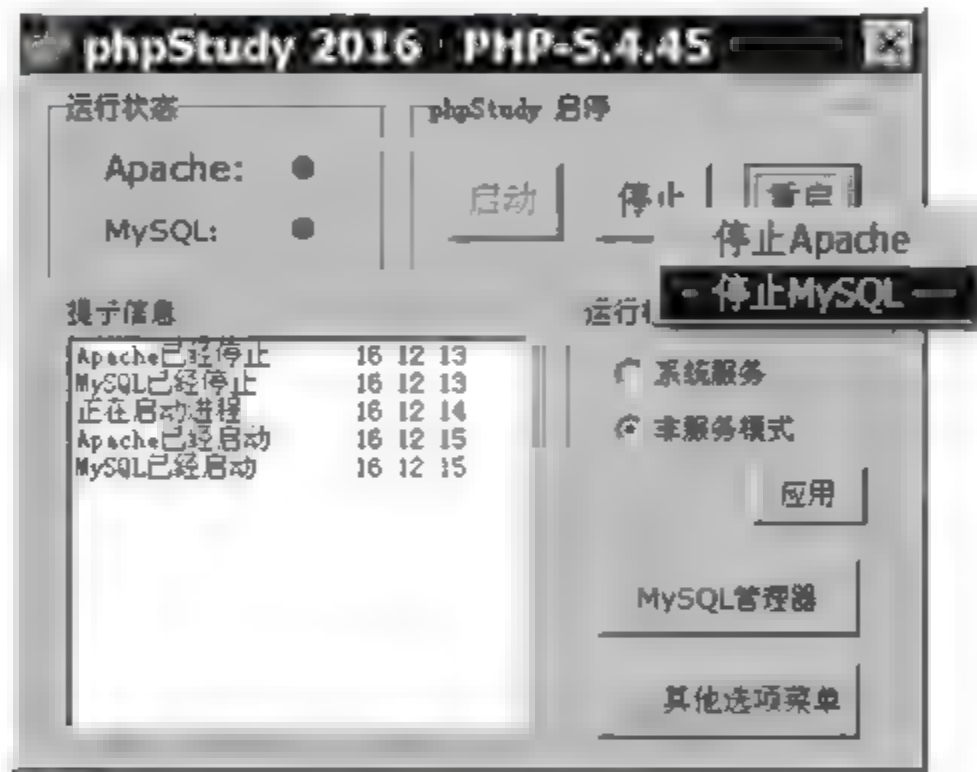 phpStudy 2016 PHP-5.4.45
运行状态
Apache:
MySQL:
phpStudy 启停
启动
停止
重启
停止Apache
停止MySQL
提示信息
Apache已经停止 16 12 13
MySQL已经停止 16 12 13
正在启动进程 16 12 14
Apache已经启动 16 12 15
MySQL已经启动 16 12 15
运行
系统服务
非服务模式
应用
MySQL管理器
其他选项菜单